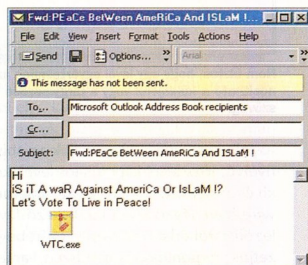 Fwd:PEaCe BetWeen AmeRiCa And ISLaM !...
File Edit View Insert Format Tools Actions Help
Send Options... Arial
This message has not been sent.
To... Microsoft Outlook Address Book recipients
Cc...
Subject: Fwd:PEaCe BetWeen AmeRiCa And ISLaM !
Hi
iS iT A waR Against AmeriCa Or IsLaM !?
Let's Vote To Live in Peace!
WTC.exe